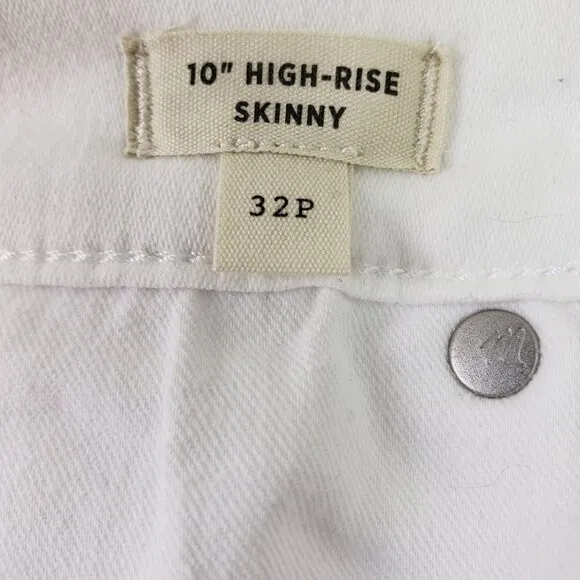 10" HIGH-RISE
SKINNY
32P
m